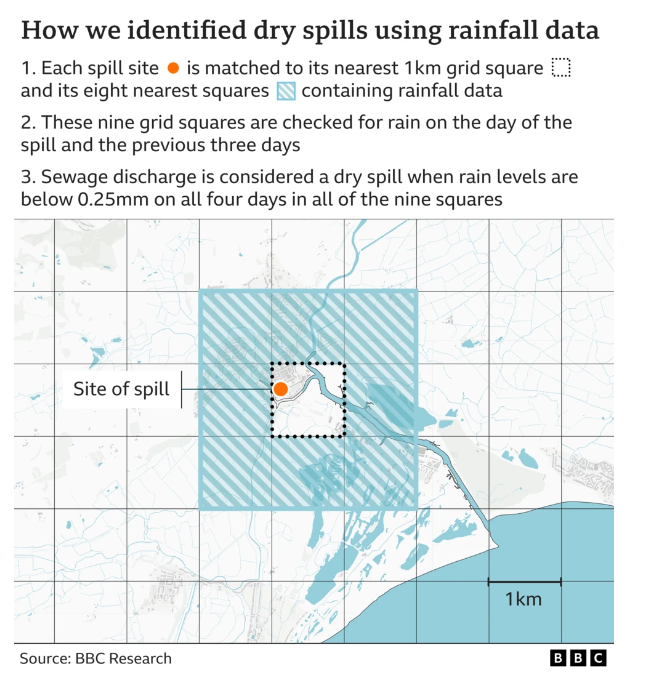 How we identified dry spills using rainfall data
1. Each spill site is matched to its nearest 1km grid square
and its eight nearest squares containing rainfall data
2. These nine grid squares are checked for rain on the day of the
spill and the previous three days
3. Sewage discharge is considered a dry spill when rain levels are
below 0.25mm on all four days in all of the nine squares
Site of spill
1km
Source: BBC Research
BBC